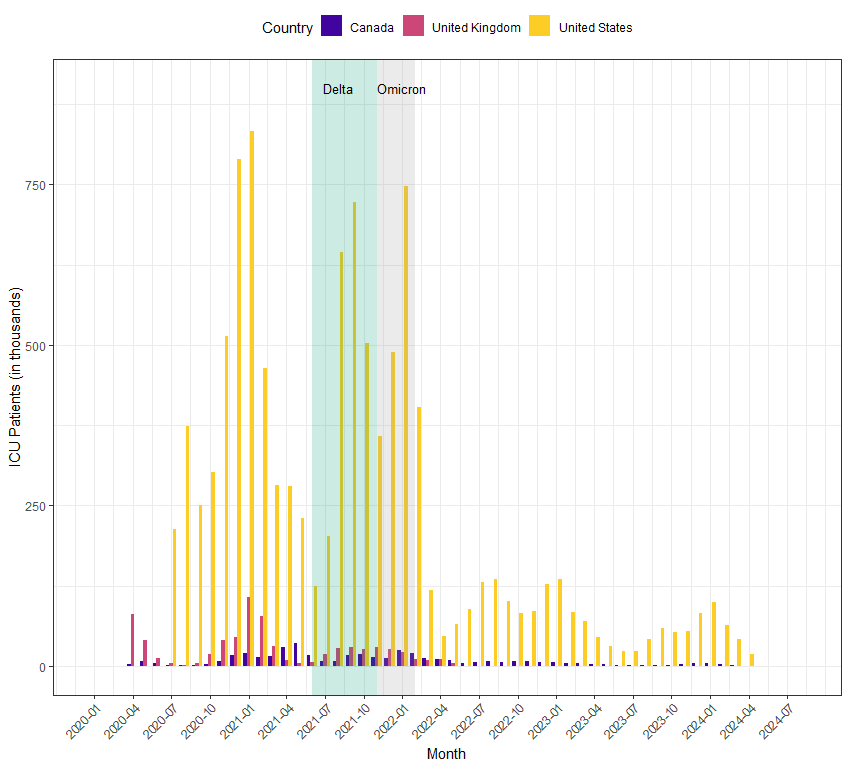 Country Canada United Kingdom United States
Delta Omicron
750
500
250
0
ICU Patients (in thousands)
2020-01 2020-04 2020-07 2020-10 2021-01 2021-04 2021-07 2021-10 2022-01 2022-04 2022-07 2022-10 2023-01 2023-04 2023-07 2023-10 2024-01 2024-04 2024-07
Month